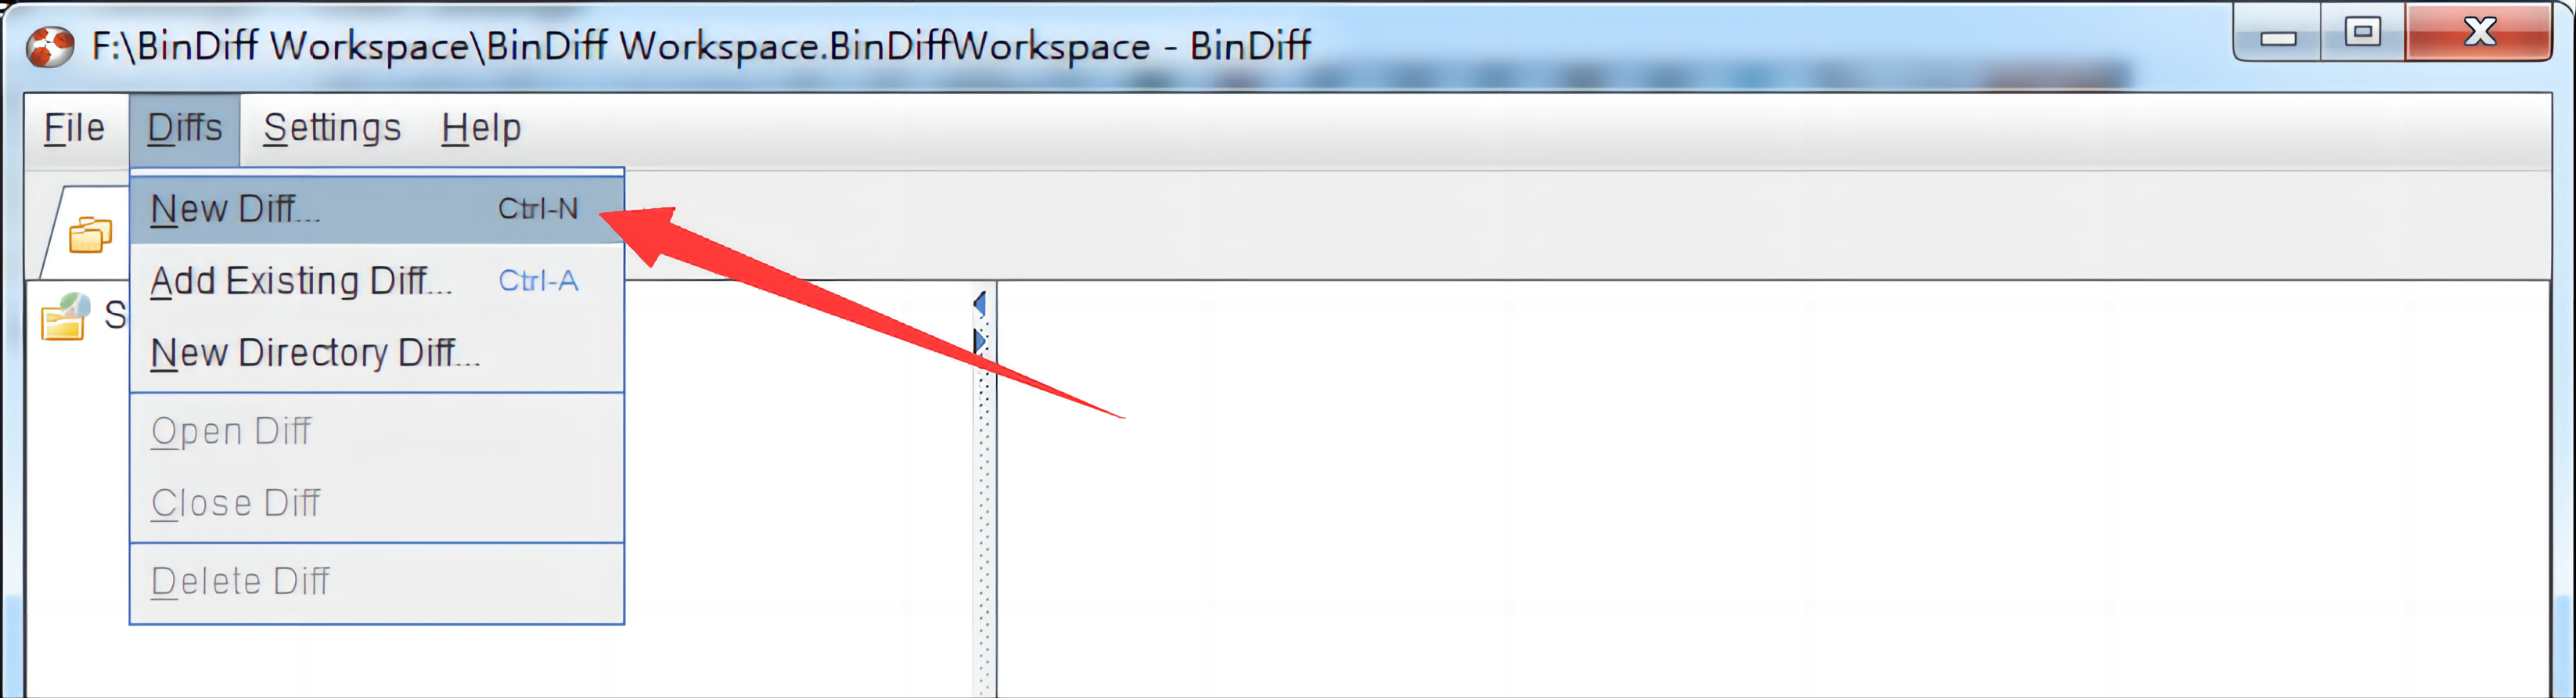 F:\BinDiff Workspace\BinDiff Workspace.BinDiffWorkspace - BinDiff
File Diffs Settings Help
New Diff... Ctrl-N
Add Existing Diff... Ctrl-A
S
New Directory Diff...
Open Diff
Close Diff
Delete Diff